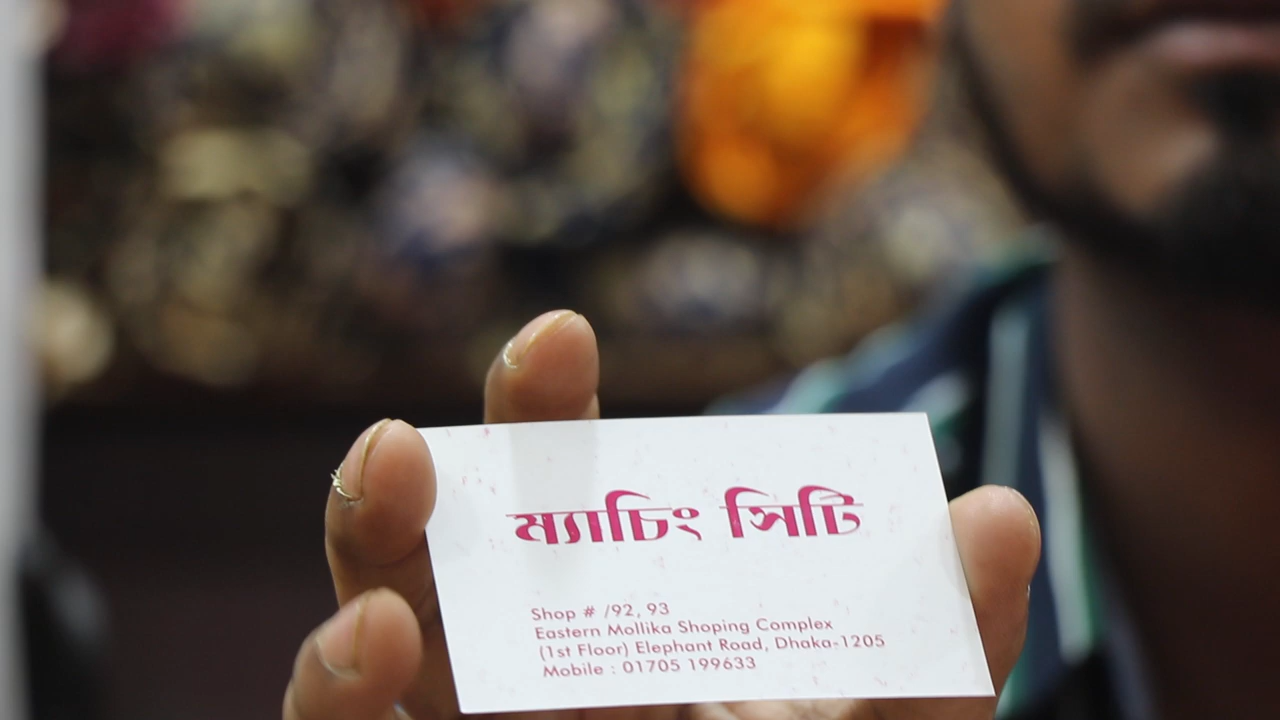 ম্যাচিং সিটি
Shop # /92, 93
Eastern Mollika Shoping Complex
(1st Floor) Elephant Road, Dhaka-1205
Mobile : 01705 199633